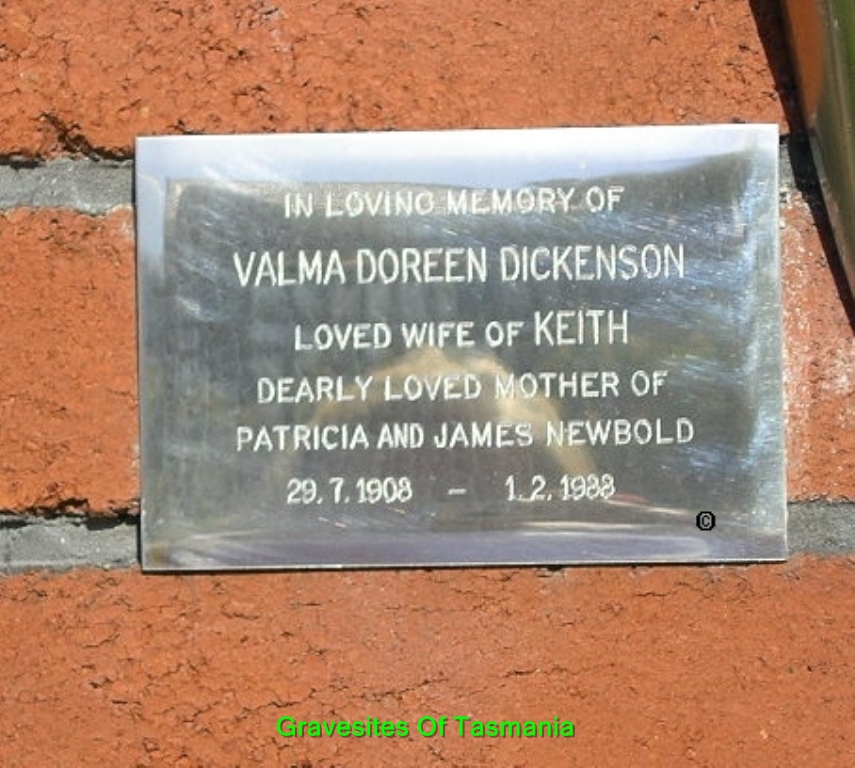 IN LOVING MEMORY OF
VALMA DOREEN DICKENSON
LOVED WIFE OF KEITH
DEARLY LOVED MOTHER OF
PATRICIA AND JAMES NEWBOLD
29.7.1908 – 1.2.1988
©
Gravesites Of Tasmania